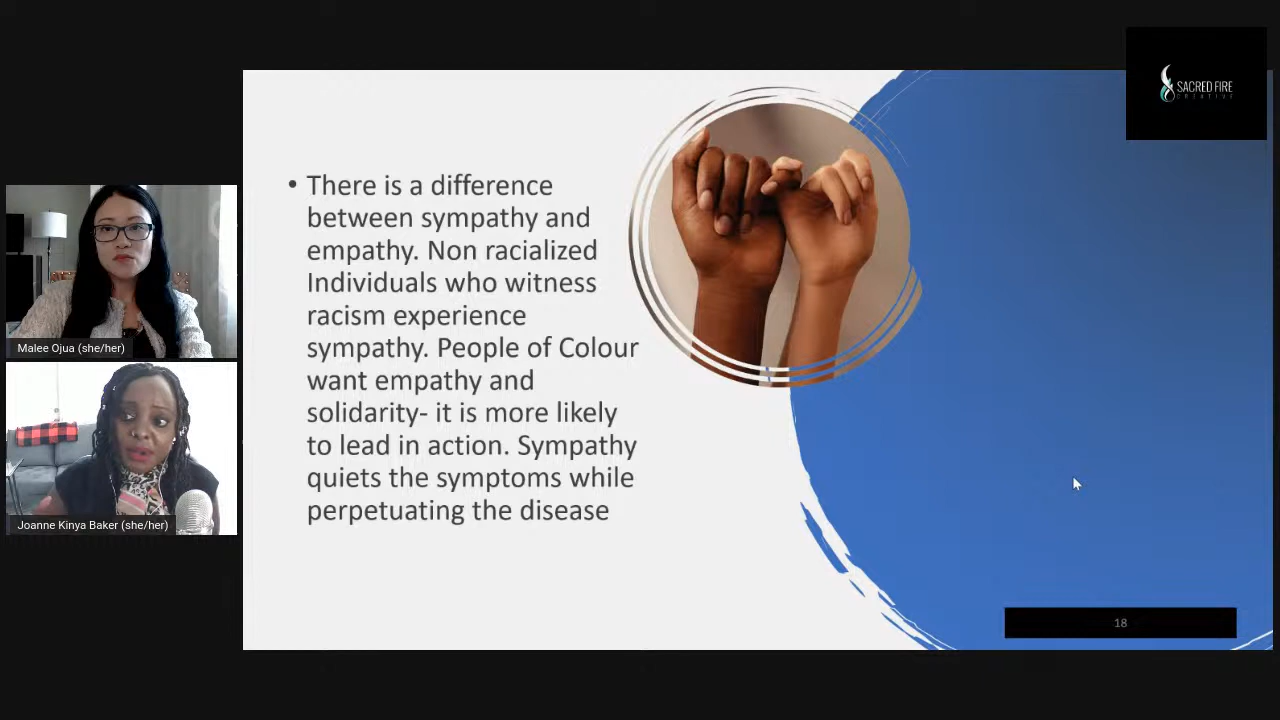 SACRED FIRE
CREATIVE
• There is a difference
between sympathy and
empathy. Non racialized
Individuals who witness
racism experience
sympathy. People of Colour
want empathy and
solidarity- it is more likely
to lead in action. Sympathy
quiets the symptoms while
perpetuating the disease
Malee Ojua (she/her)
Joanne Kinya Baker (she/her)
18